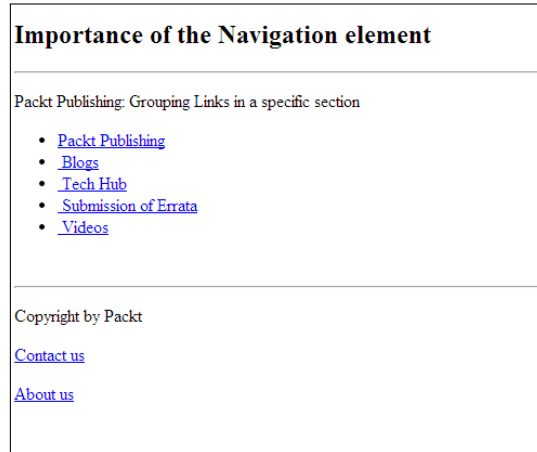 Importance of the Navigation element
Packt Publishing: Grouping Links in a specific section
Packt Publishing
Blogs
Tech Hub
Submission of Errata
Videos
Copyright by Packt
Contact us
About us